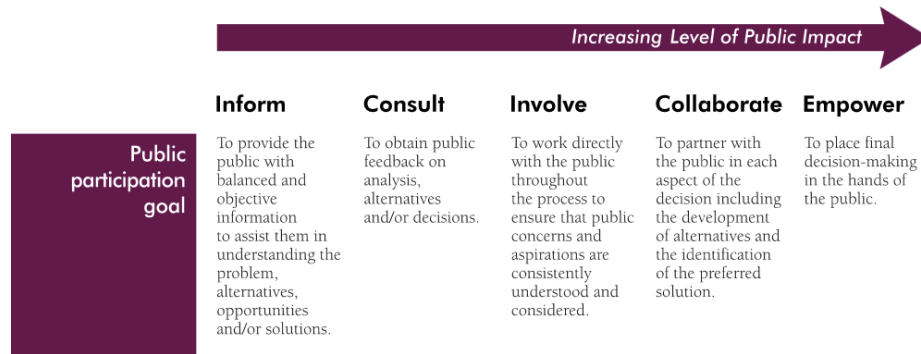 Increasing Level of Public Impact
Inform
Consult
Involve
Collaborate
Empower
Public
participation
goal
To provide the
public with
balanced and
objective
information
to assist them in
understanding the
problem,
alternatives,
opportunities
and/or solutions.
To obtain public
feedback on
analysis,
alternatives
and/or decisions.
To work directly
with the public
throughout
the process to
ensure that public
concerns and
aspirations are
consistently
understood and
considered.
To partner with
the public in each
aspect of the
decision including
the development
of alternatives and
the identification
of the preferred
solution.
To place final
decision-making
in the hands of
the public.